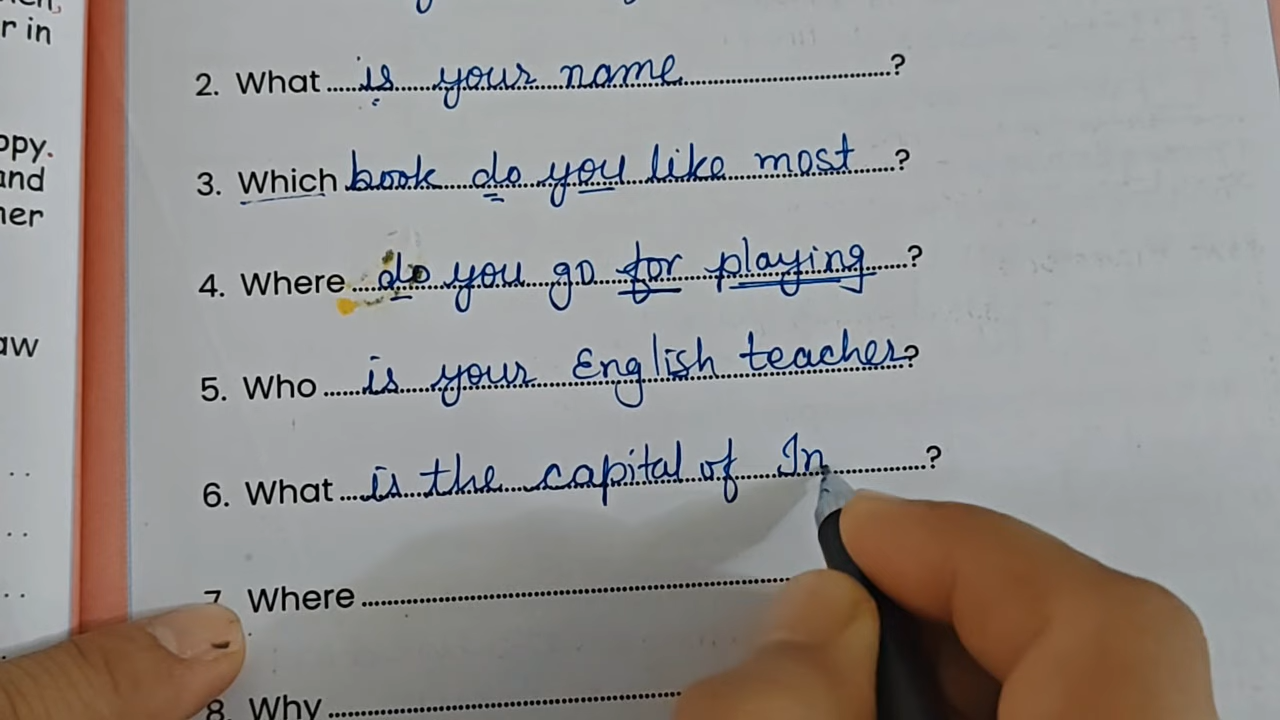 r in
2. What is your name ?
ppy.
3. Which book do you like most ?
and
her
4. Where do you go for playing ?
aw
5. Who is your English teacher?
6. What is the capital of In ?
7. Where
8. Why